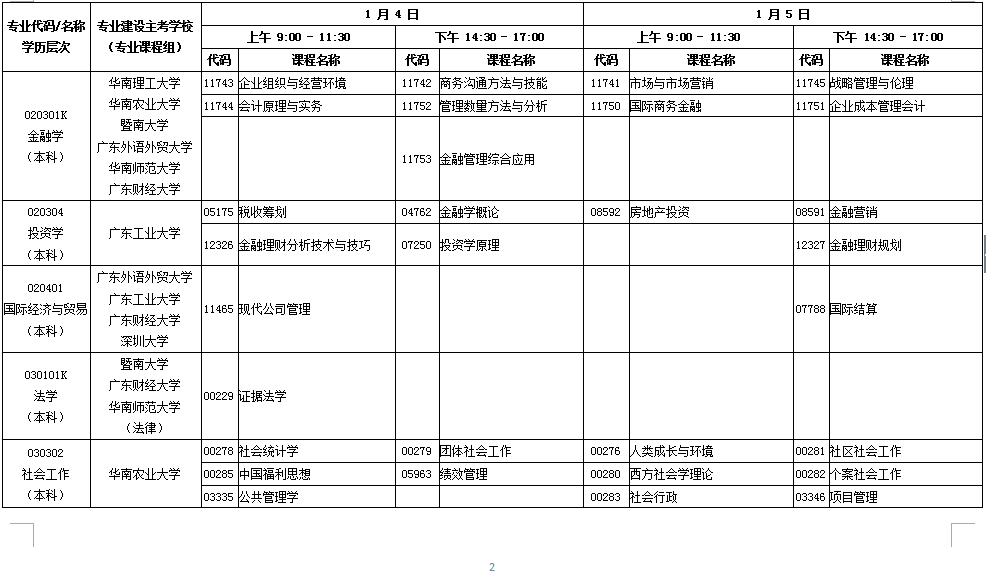 专业代码/名称
学历层次
专业建设主考学校
（专业课程组）
1 月 4 日
1 月 5 日
上午 9:00 - 11:30
下午 14:30 - 17:00
上午 9:00 - 11:30
下午 14:30 - 17:00
代码 课程名称 代码 课程名称 代码 课程名称 代码 课程名称
020301K
金融学
（本科）
华南理工大学
华南农业大学
暨南大学
广东外语外贸大学
华南师范大学
广东财经大学
11743 企业组织与经营环境 11742 商务沟通方法与技能 11741 市场与市场营销 11745 战略管理与伦理
11744 会计原理与实务 11752 管理数量方法与分析 11750 国际商务金融 11751 企业成本管理会计
11753 金融管理综合应用
020304
投资学
（本科）
广东工业大学
05175 税收筹划 04762 金融学概论 08592 房地产投资 08591 金融营销
12326 金融理财分析技术与技巧 07250 投资学原理 12327 金融理财规划
020401
国际经济与贸易
（本科）
广东外语外贸大学
广东工业大学
广东财经大学
深圳大学
11465 现代公司管理 07788 国际结算
030101K
法学
（本科）
暨南大学
广东财经大学
华南师范大学
（法律）
00229 证据法学
030302
社会工作
（本科）
华南农业大学
00278 社会统计学 00279 团体社会工作 00276 人类成长与环境 00281 社区社会工作
00285 中国福利思想 05963 绩效管理 00280 西方社会学理论 00282 个案社会工作
03335 公共管理学 00283 社会行政 03346 项目管理
2